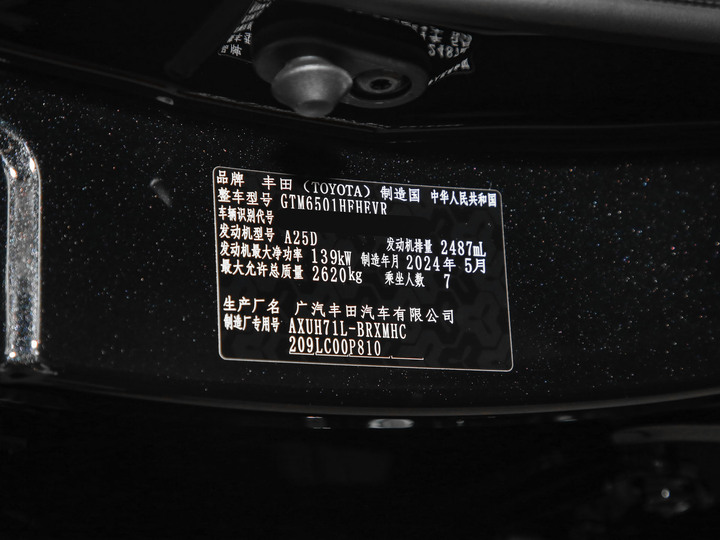 品牌 丰田（TOYOTA）制造国 中华人民共和国
整车型号 GTM6501HFHEVR
车辆识别代号
发动机型号 A25D 发动机排量 2487mL
发动机最大净功率 139kW 制造年月 2024年 5月
最大允许总质量 2620kg 乘坐人数 7
生产厂名 广汽丰田汽车有限公司
制造厂专用号 AXUH71L-BRXMHC
209LC00P810